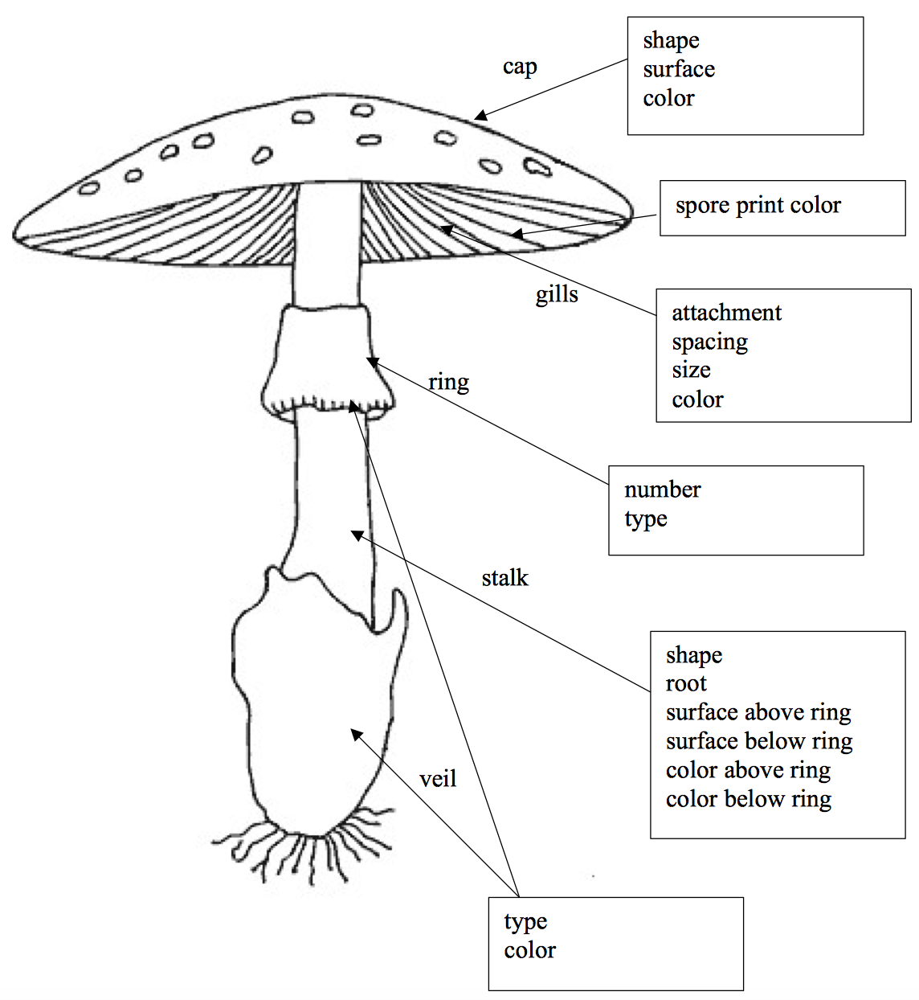 cap
shape
surface
color
spore print color
gills
attachment
spacing
size
color
ring
number
type
stalk
shape
root
surface above ring
surface below ring
color above ring
color below ring
veil
type
color